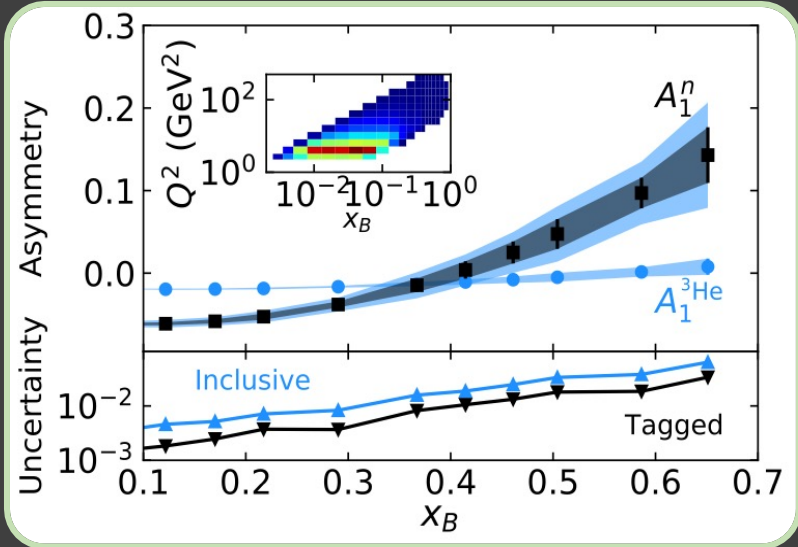 0.3
0.2
0.1
0.0
Asymmetry
Q² (GeV²)
10²
10⁰
10⁻² 10⁻¹ 10⁰
x_B
A₁ⁿ
A₁^³He
Uncertainty
10⁻²
10⁻³
Inclusive
Tagged
0.1 0.2 0.3 0.4 0.5 0.6 0.7
x_B